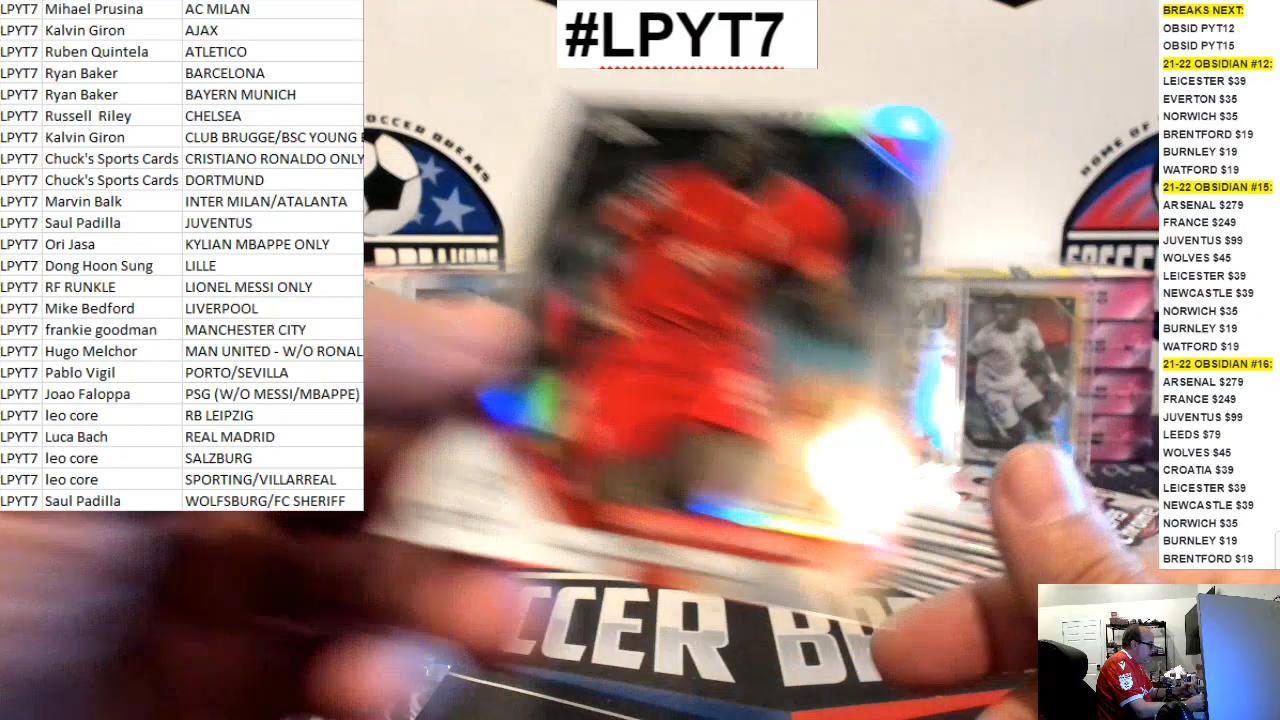 LPYT7 Mihael Prusina AC MILAN
LPYT7 Kalvin Giron AJAX
LPYT7 Ruben Quintela ATLETICO
LPYT7 Ryan Baker BARCELONA
LPYT7 Ryan Baker BAYERN MUNICH
LPYT7 Russell Riley CHELSEA
LPYT7 Kalvin Giron CLUB BRUGGE/BSC YOUNG
LPYT7 Chuck's Sports Cards CRISTIANO RONALDO ONLY
LPYT7 Chuck's Sports Cards DORTMUND
LPYT7 Marvin Balk INTER MILAN/ATALANTA
LPYT7 Saul Padilla JUVENTUS
LPYT7 Ori Jasa KYLIAN MBAPPE ONLY
LPYT7 Dong Hoon Sung LILLE
LPYT7 RF RUNKLE LIONEL MESSI ONLY
LPYT7 Mike Bedford LIVERPOOL
LPYT7 frankie goodman MANCHESTER CITY
LPYT7 Hugo Melchor MAN UNITED - W/O RONAL
LPYT7 Pablo Vigil PORTO/SEVILLA
LPYT7 Joao Faloppa PSG (W/O MESSI/MBAPPE)
LPYT7 leo core RB LEIPZIG
LPYT7 Luca Bach REAL MADRID
LPYT7 leo core SALZBURG
LPYT7 leo core SPORTING/VILLARREAL
LPYT7 Saul Padilla WOLFSBURG/FC SHERIFF
#LPYT7
CCER BREAKS
HOME OF
SOCCER
CCER BR
BREAKS NEXT:
OBSID PYT12
OBSID PYT15
21-22 OBSIDIAN #12:
LEICESTER $39
EVERTON $35
NORWICH $35
BRENTFORD $19
BURNLEY $19
WATFORD $19
21-22 OBSIDIAN #15:
ARSENAL $279
FRANCE $249
JUVENTUS $99
WOLVES $45
LEICESTER $39
NEWCASTLE $39
NORWICH $35
BURNLEY $19
WATFORD $19
21-22 OBSIDIAN #16:
ARSENAL $279
FRANCE $249
JUVENTUS $99
LEEDS $79
WOLVES $45
CROATIA $39
LEICESTER $39
NEWCASTLE $39
NORWICH $35
BURNLEY $19
BRENTFORD $19